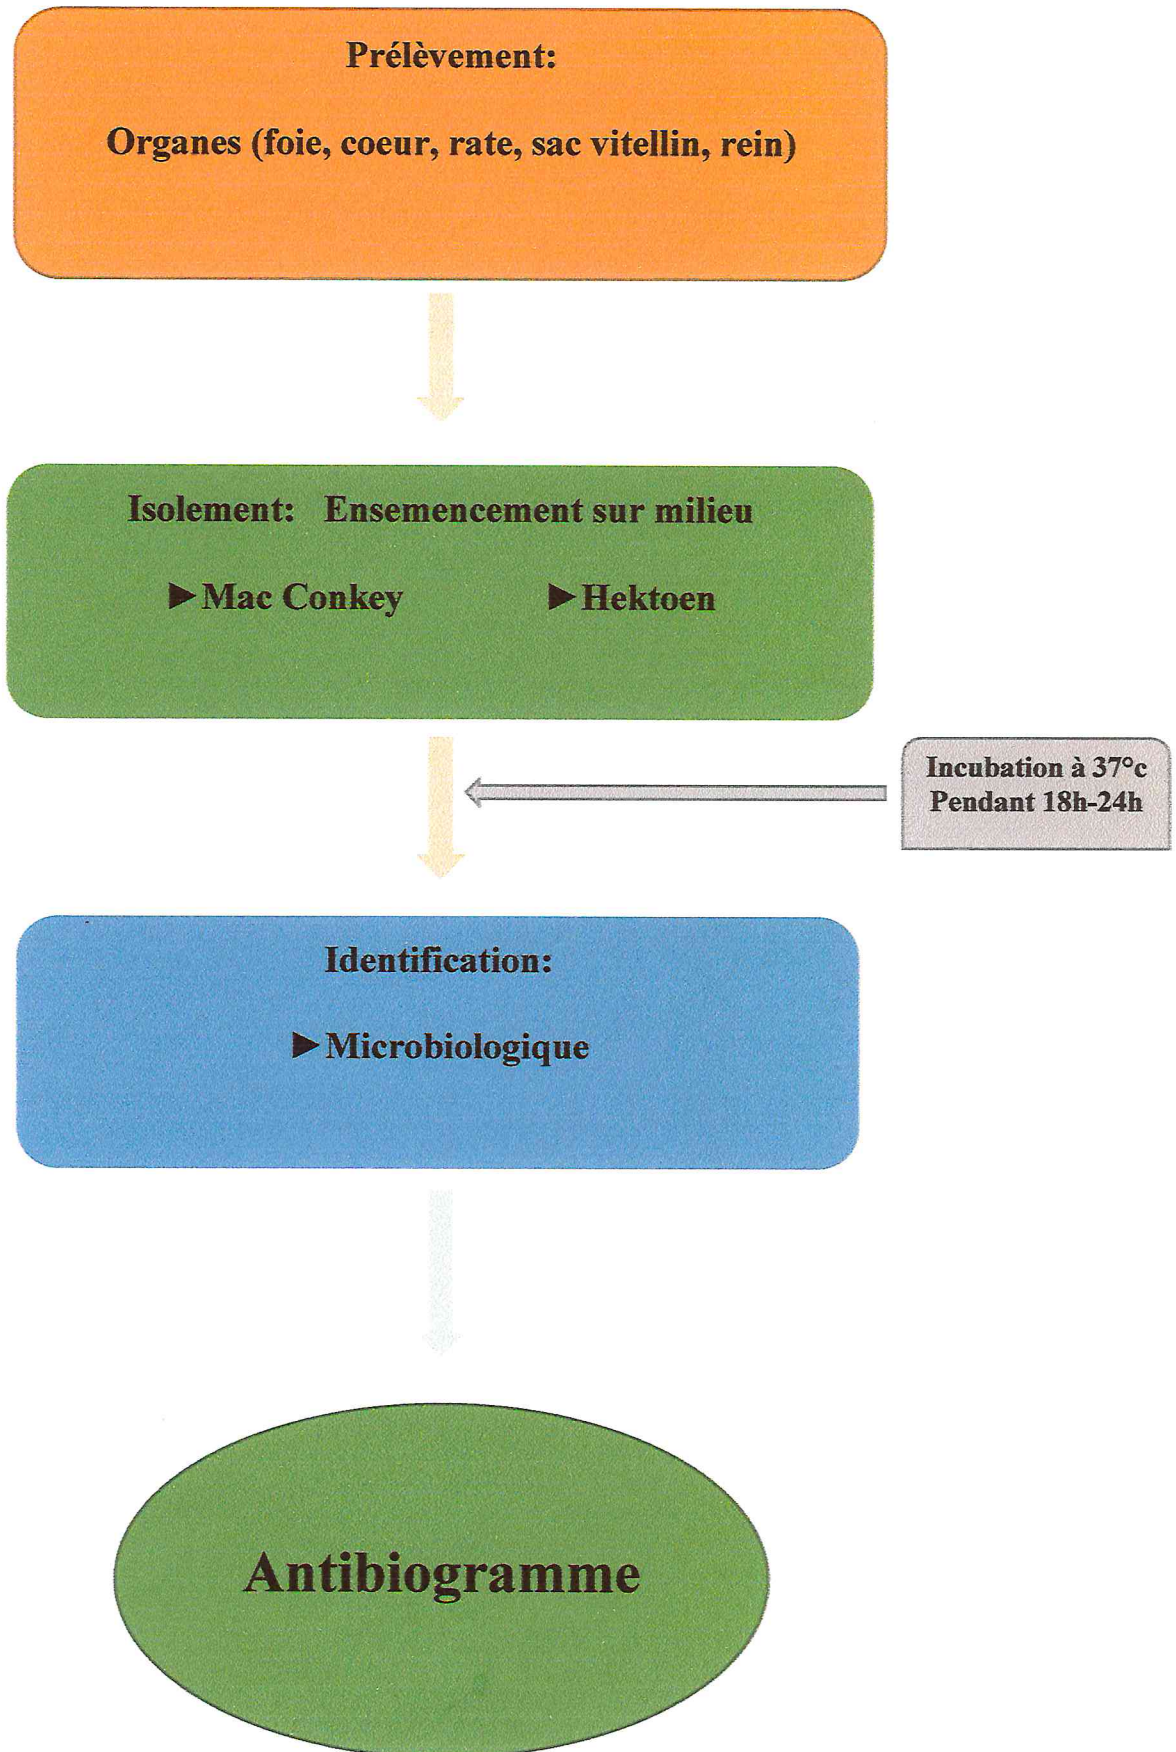 Prélèvement:
Organes (foie, coeur, rate, sac vitellin, rein)
Isolement: Ensemencement sur milieu
►Mac Conkey ►Hektoen
Incubation à 37°c
Pendant 18h-24h
Identification:
►Microbiologique
Antibiogramme